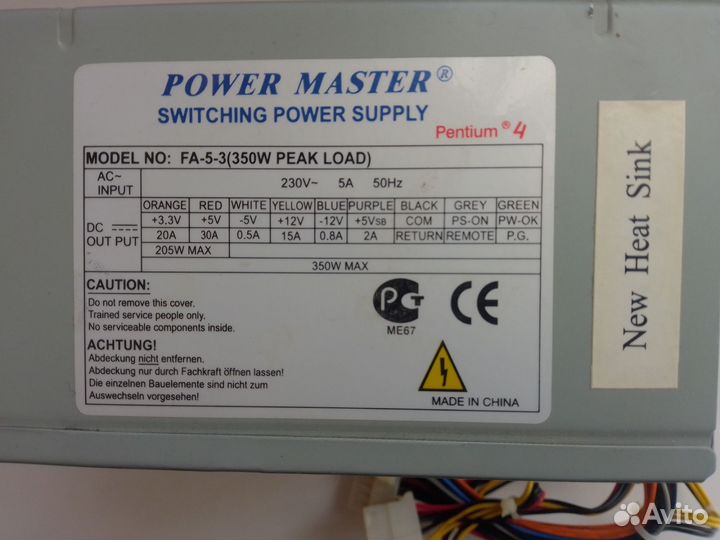 POWER MASTER®
SWITCHING POWER SUPPLY
Pentium® 4
MODEL NO: FA-5-3(350W PEAK LOAD)
AC~ INPUT 230V~ 5A 50Hz
ORANGE RED WHITE YELLOW BLUE PURPLE BLACK GREY GREEN
DC OUT PUT +3.3V +5V -5V +12V -12V +5VSB COM PS-ON PW-OK
20A 30A 0.5A 15A 0.8A 2A RETURN REMOTE P.G.
205W MAX
350W MAX
CAUTION:
Do not remove this cover.
Trained service people only.
No serviceable components inside.
ACHTUNG!
Abdeckung nicht entfernen.
Abdeckung nur durch Fachkraft öffnen lassen!
Die einzelnen Bauelemente sind nicht zum
Auswechseln vorgesehen!
PG CE
ME67
MADE IN CHINA
New Heat Sink
Avito